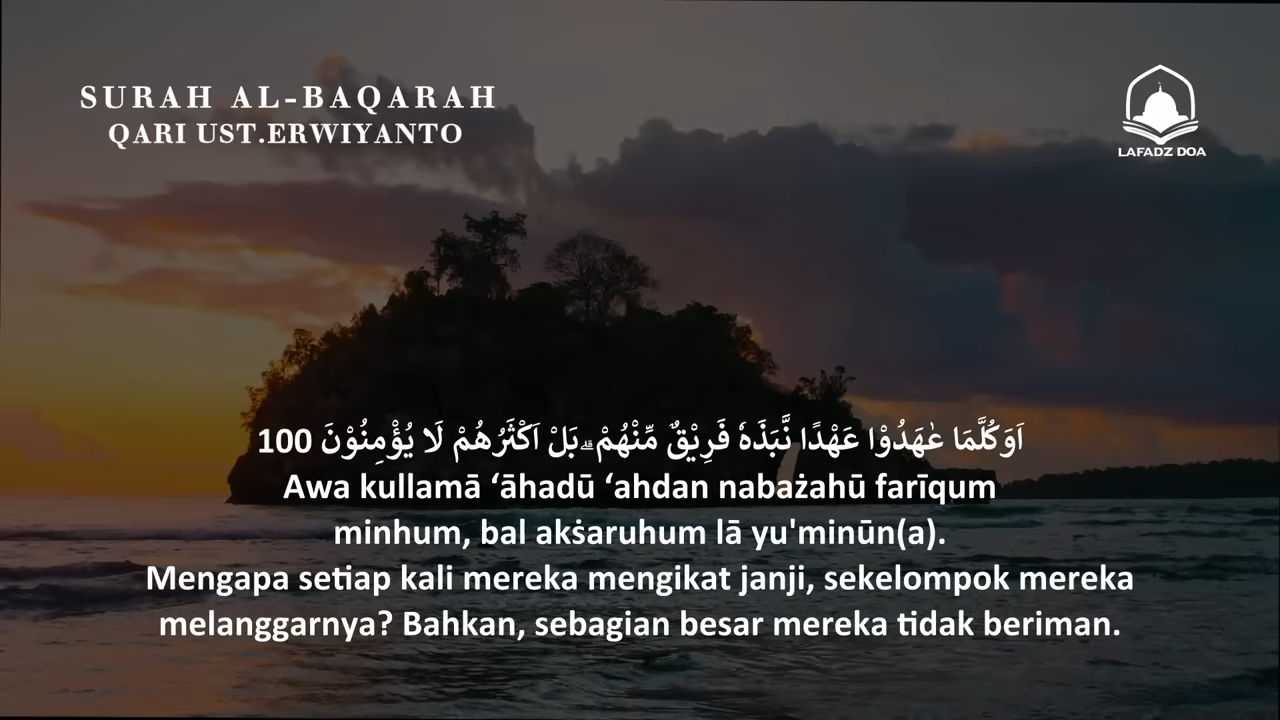 SURAH AL-BAQARAH
QARI UST.ERWIYANTO
LAFADZ DOA
اَوَكُلَّمَا عٰهَدُوْا عَهْدًا نَّبَذَهٗ فَرِيْقٌ مِّنْهُمْ ۗ بَلْ اَكْثَرُهُمْ لَا يُؤْمِنُوْنَ 100
Awa kullamā ‘āhadū ‘ahdan nabażahū farīqum
minhum, bal akṡaruhum lā yu'minūn(a).
Mengapa setiap kali mereka mengikat janji, sekelompok mereka
melanggarnya? Bahkan, sebagian besar mereka tidak beriman.